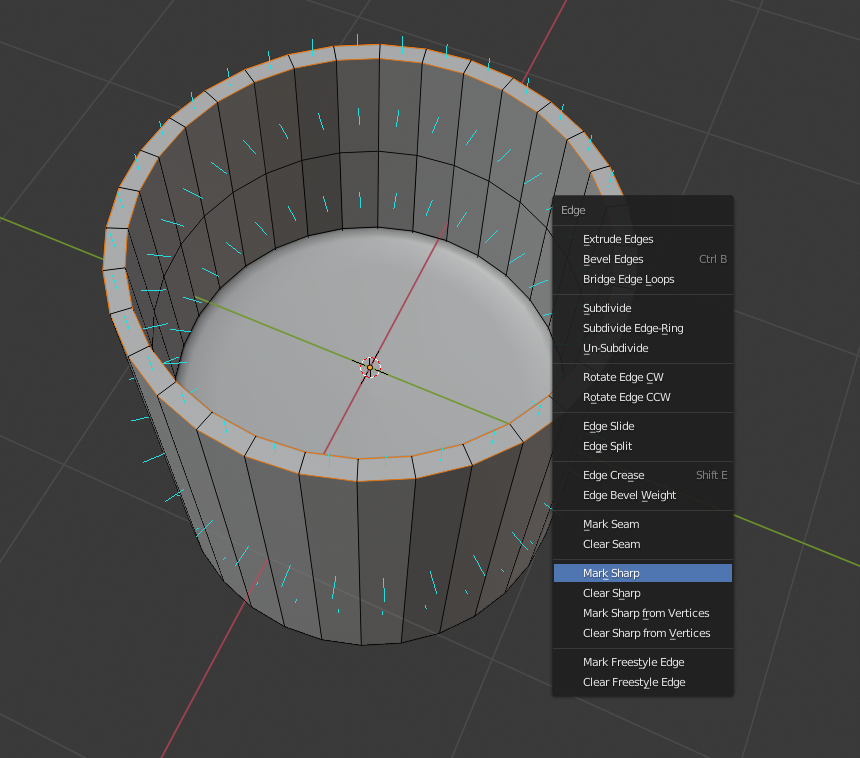 Edge
Extrude Edges
Bevel Edges Ctrl B
Bridge Edge Loops
Subdivide
Subdivide Edge-Ring
Un-Subdivide
Rotate Edge CW
Rotate Edge CCW
Edge Slide
Edge Split
Edge Crease Shift E
Edge Bevel Weight
Mark Seam
Clear Seam
Mark Sharp
Clear Sharp
Mark Sharp from Vertices
Clear Sharp from Vertices
Mark Freestyle Edge
Clear Freestyle Edge